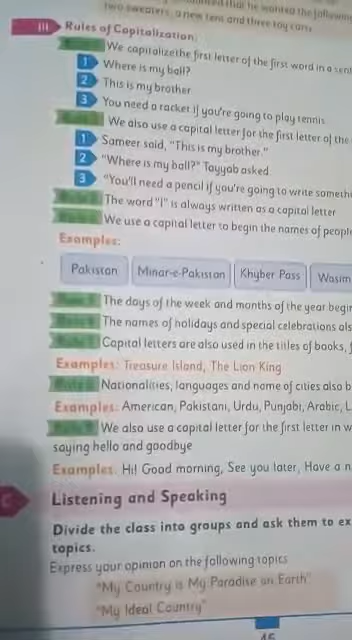 two sweaters, a new tens and three toy cars
III Rules of Capitalization:
We capitalize the first letter of the first word in a sent
1 Where is my ball?
2 This is my brother
3 You need a racket if you're going to play tennis
We also use a capital letter for the first letter of the
1 Sameer said, "This is my brother."
2 "Where is my ball?" Tayyab asked
3 "You'll need a pencil if you're going to write someth
The word "I" is always written as a capital letter
We use a capital letter to begin the names of people
Examples:
Pakistan Minar-e-Pakistan Khyber Pass Wasim
The days of the week and months of the year begin
The names of holidays and special celebrations als
Capital letters are also used in the titles of books, f
Examples: Treasure Island, The Lion King
Nationalities, languages and name of cities also b
Examples: American, Pakistani, Urdu, Punjabi, Arabic, L
We also use a capital letter for the first letter in w
saying hello and goodbye
Examples. Hi! Good morning, See you later, Have a n
C Listening and Speaking
Divide the class into groups and ask them to ex
topics.
Express your opinion on the following topics
"My Country is My Paradise on Earth"
"My Ideal Country"